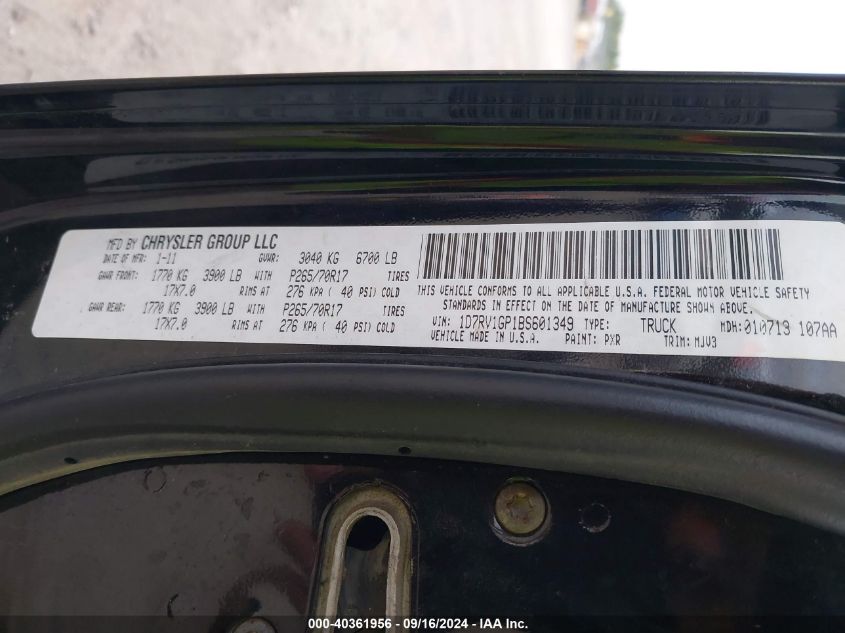 MFD BY CHRYSLER GROUP LLC
DATE OF MFR: 1-11 GVWR: 3040 KG 6700 LB
GAWR FRONT: 1770 KG 3900 LB WITH P265/70R17 TIRES
17X7.0 RIMS AT 276 KPA ( 40 PSI) COLD
GAWR REAR: 1770 KG 3900 LB WITH P265/70R17 TIRES
17X7.0 RIMS AT 276 KPA ( 40 PSI) COLD
THIS VEHICLE CONFORMS TO ALL APPLICABLE U.S.A. FEDERAL MOTOR VEHICLE SAFETY
STANDARDS IN EFFECT ON THE DATE OF MANUFACTURE SHOWN ABOVE.
VIN: 1D7RV1GP1BS601349 TYPE: TRUCK MDH: 010713 107AA
VEHICLE MADE IN U.S.A. PAINT: PXR TRIM: MJV3
000-40361956 - 09/16/2024 - IAA Inc.